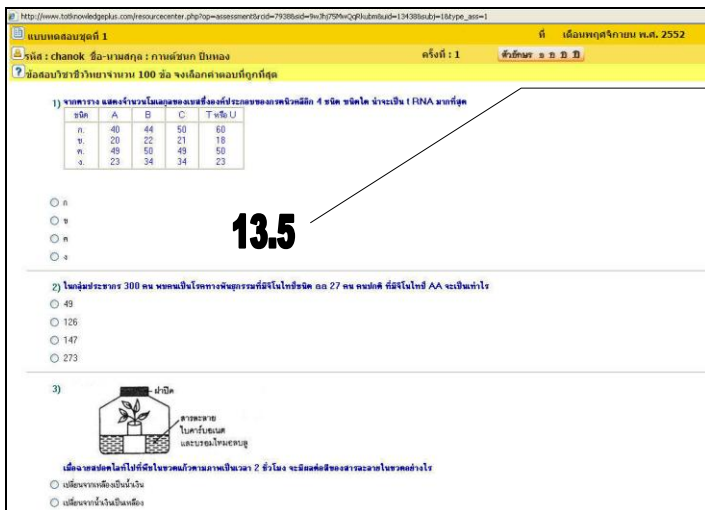 http://www.totknowledgeplus.com/resourcecenter.php?op=assessment&rcid=7938&sid=9w3hj75MwQqRkubm&uid=13438&subj=1&type_ass=1
แบบทดสอบชุดที่ 1 ที่ เดือนพฤศจิกายน พ.ศ. 2552
รหัส : chanok ชื่อ-นามสกุล : กานต์ชนก ปันทอง ครั้งที่ : 1 ตัวอักษร ข ข ปิ ปิ
ข้อสอบวิชาชีววิทยาจำนวน 100 ข้อ จงเลือกคำตอบที่ถูกที่สุด
1) จากตาราง แสดงจำนวนโมเลกุลของเบสซึ่งองค์ประกอบของกรดนิวคลีอิก 4 ชนิด ชนิดใด น่าจะเป็น t RNA มากที่สุด
ชนิด A B C T หรือ U
ก. 40 44 50 60
ข. 20 22 21 18
ค. 49 50 49 50
ง. 23 34 34 23
ก
ข
ค
ง
13.5
2) ในกลุ่มประชากร 300 คน พบคนเป็นโรคทางพันธุกรรมที่มีจีโนไทป์ชนิด aa 27 คน คนปกติ ที่มีจีโนไทป์ AA จะเป็นเท่าไร
49
126
147
273
3)
ฝาปิด
สารละลาย
ไบคาร์บอเนต
และบรอมไทมอลบลู
เมื่อฉายสปอตไลท์ไปที่พืชในขวดแก้วตามภาพเป็นเวลา 2 ชั่วโมง จะมีผลต่อสีของสารละลายในขวดอย่างไร
เปลี่ยนจากเหลืองเป็นน้ำเงิน
เปลี่ยนจากน้ำเงินเป็นเหลือง